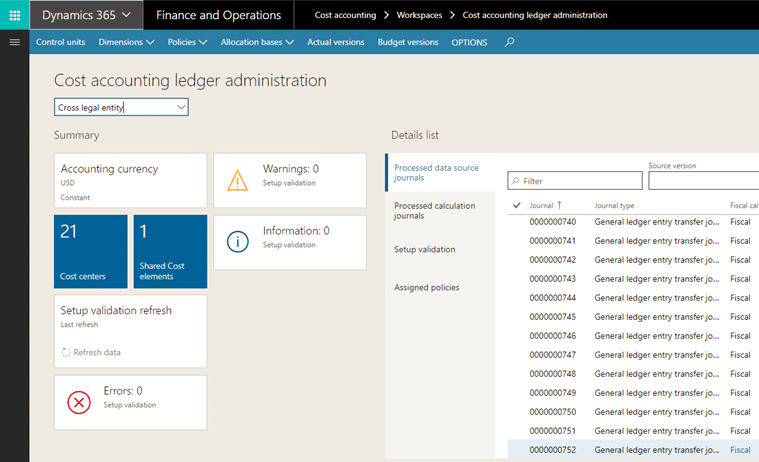 Dynamics 365
Finance and Operations
Cost accounting > Workspaces > Cost accounting ledger administration
Control units
Dimensions
Policies
Allocation bases
Actual versions
Budget versions
OPTIONS
Cost accounting ledger administration
Cross legal entity
Summary
Accounting currency
USD
Constant
Warnings: 0
Setup validation
21
Cost centers
1
Shared Cost
elements
Information: 0
Setup validation
Setup validation refresh
Last refresh
Refresh data
Errors: 0
Setup validation
Details list
Processed data source
journals
Processed calculation
journals
Setup validation
Assigned policies
Source version
Filter
Journal ↑ Journal type Fiscal cal
0000000740 General ledger entry transfer jo... Fiscal
0000000741 General ledger entry transfer jo... Fiscal
0000000742 General ledger entry transfer jo... Fiscal
0000000743 General ledger entry transfer jo... Fiscal
0000000744 General ledger entry transfer jo... Fiscal
0000000745 General ledger entry transfer jo... Fiscal
0000000746 General ledger entry transfer jo... Fiscal
0000000747 General ledger entry transfer jo... Fiscal
0000000748 General ledger entry transfer jo... Fiscal
0000000749 General ledger entry transfer jo... Fiscal
0000000750 General ledger entry transfer jo... Fiscal
0000000751 General ledger entry transfer jo... Fiscal
0000000752 General ledger entry transfer jo... Fiscal